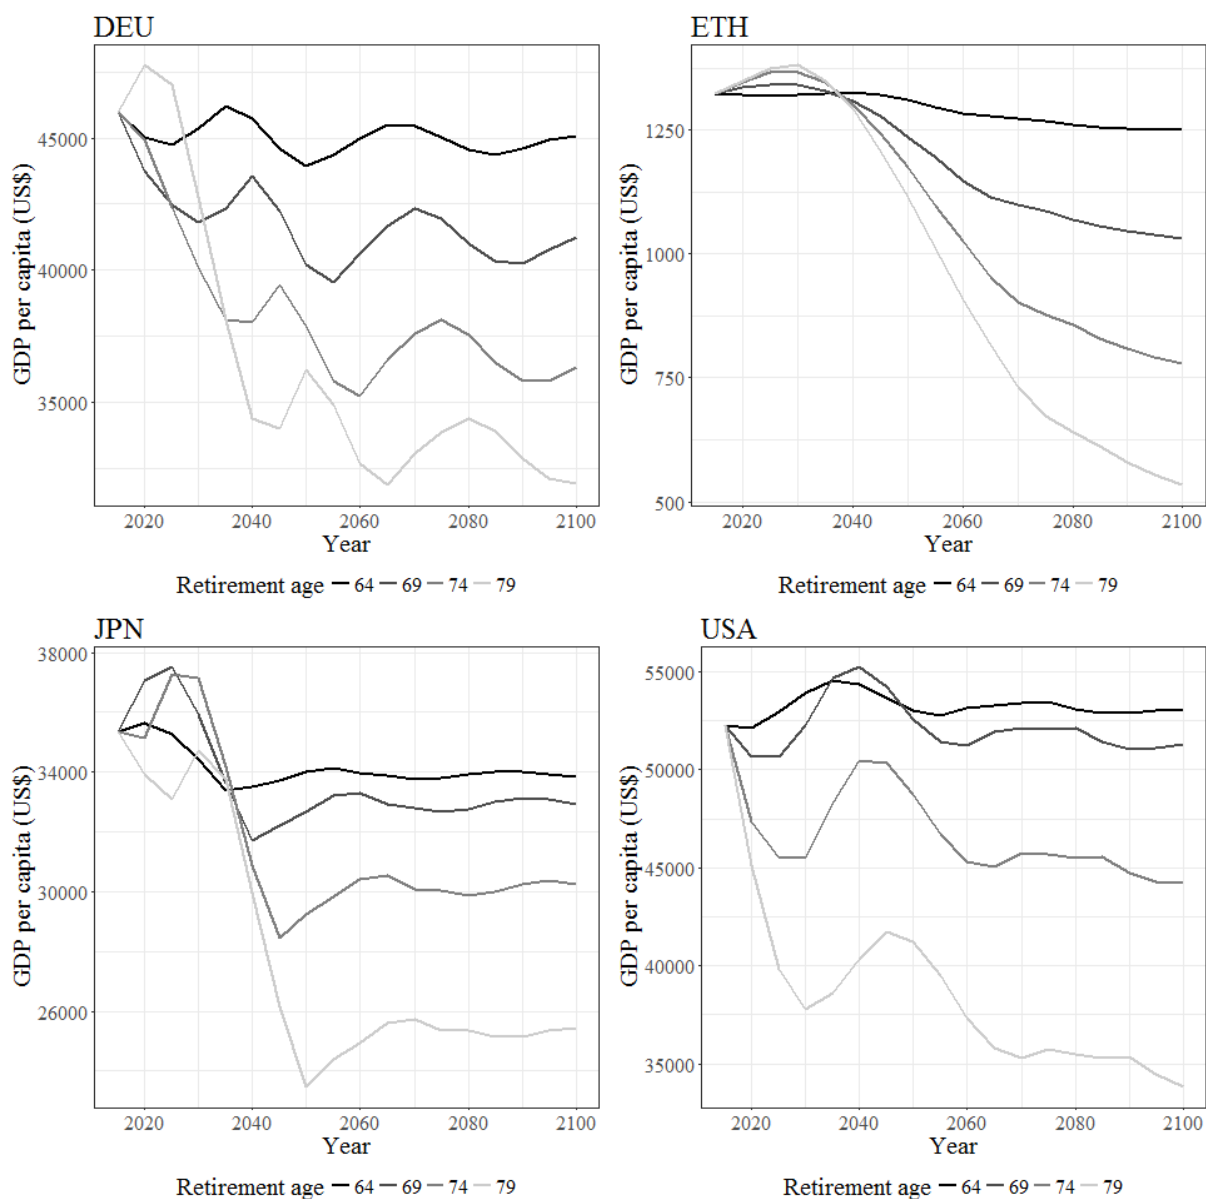 DEU
GDP per capita (US$)
45000
40000
35000
2020 2040 2060 2080 2100
Year
Retirement age 64 69 74 79
ETH
GDP per capita (US$)
1250
1000
750
500
2020 2040 2060 2080 2100
Year
Retirement age 64 69 74 79
JPN
GDP per capita (US$)
38000
34000
30000
26000
2020 2040 2060 2080 2100
Year
Retirement age 64 69 74 79
USA
GDP per capita (US$)
55000
50000
45000
40000
35000
2020 2040 2060 2080 2100
Year
Retirement age 64 69 74 79